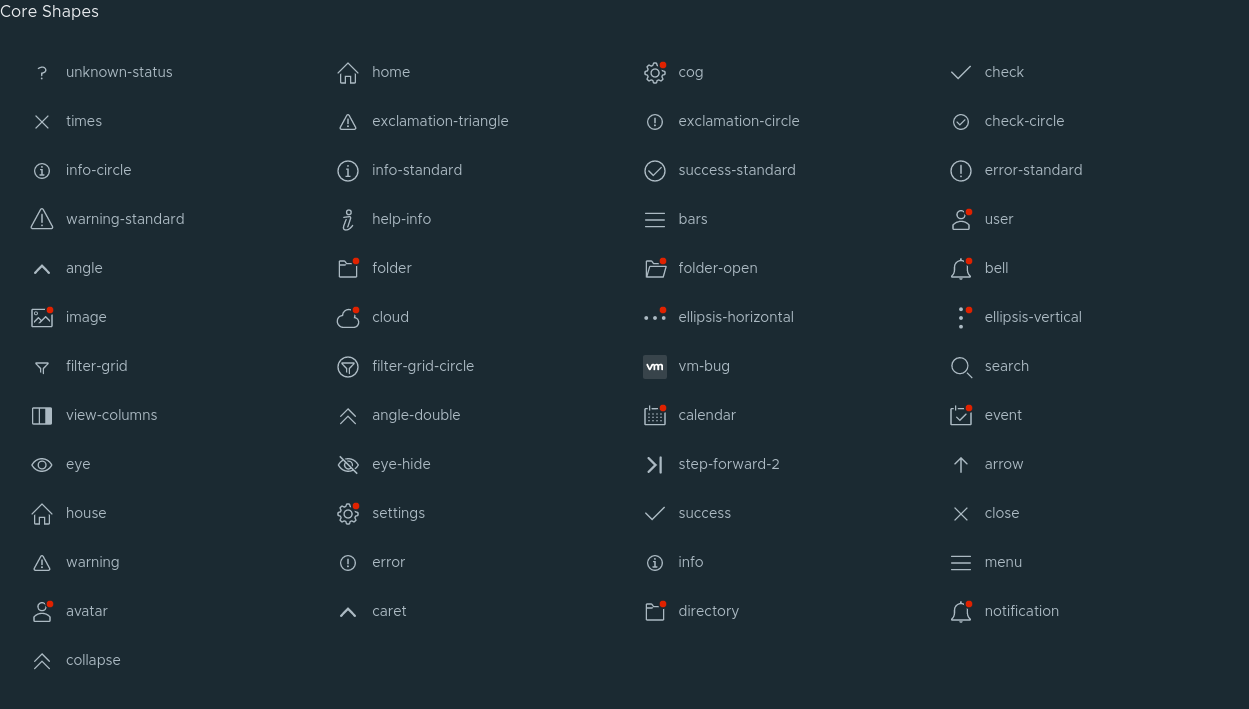 Core Shapes
unknown-status home cog check
times exclamation-triangle exclamation-circle check-circle
info-circle info-standard success-standard error-standard
warning-standard help-info bars user
angle folder folder-open bell
image cloud ellipsis-horizontal ellipsis-vertical
filter-grid filter-grid-circle vm vm-bug search
view-columns angle-double calendar event
eye eye-hide step-forward-2 arrow
house settings success close
warning error info menu
avatar caret directory notification
collapse